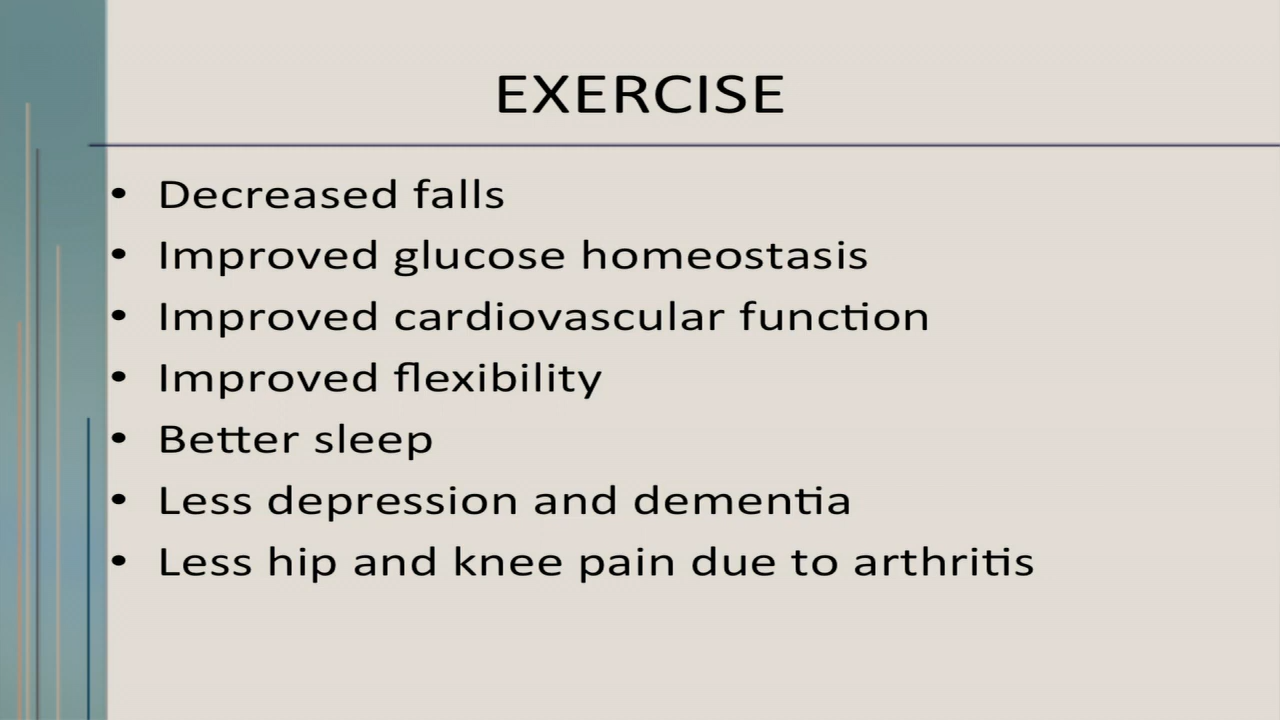 EXERCISE
• Decreased falls
• Improved glucose homeostasis
• Improved cardiovascular function
• Improved flexibility
• Better sleep
• Less depression and dementia
• Less hip and knee pain due to arthritis